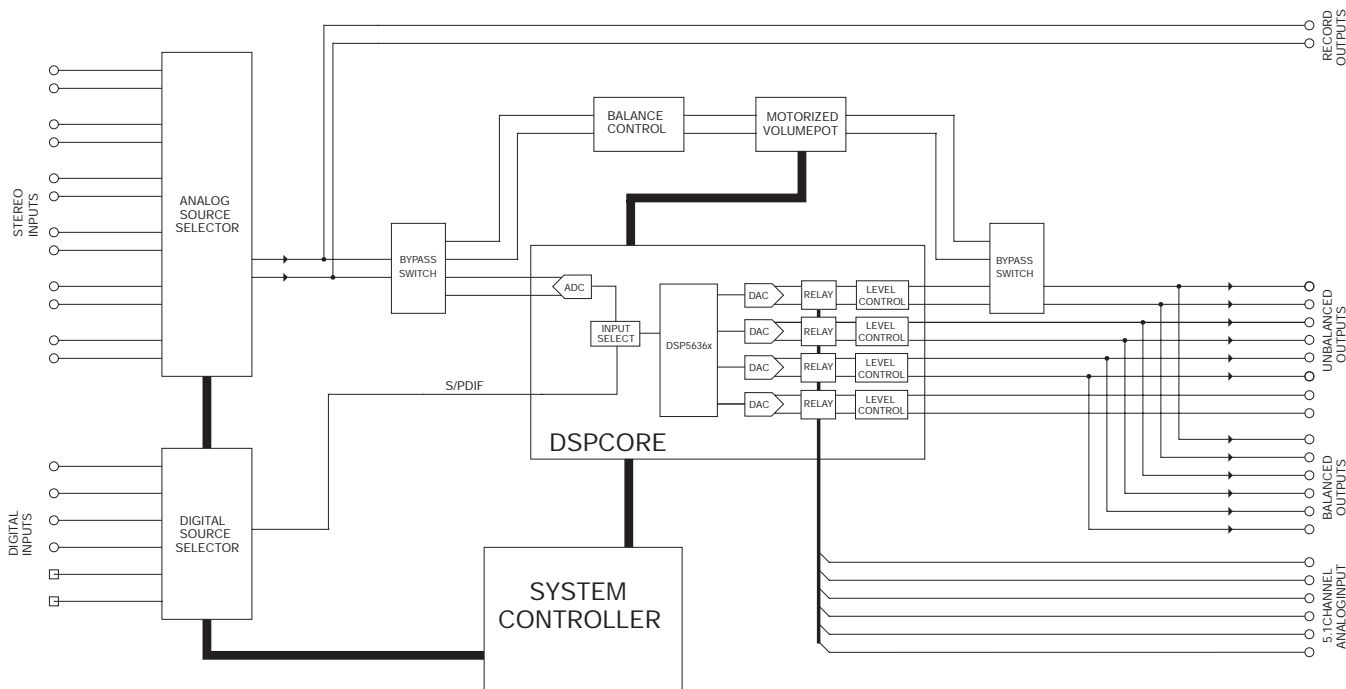 RECORD
OUTPUTS
BALANCE
CONTROL
MOTORIZED
VOLUMEPOT
STEREO
INPUTS
ANALOG
SOURCE
SELECTOR
BYPASS
SWITCH
BYPASS
SWITCH
ADC
INPUT
SELECT
DSP5636x
DAC
RELAY
LEVEL
CONTROL
DAC
RELAY
LEVEL
CONTROL
DAC
RELAY
LEVEL
CONTROL
DAC
RELAY
LEVEL
CONTROL
UNBALANCED
OUTPUTS
S/PDIF
DSPCORE
BALANCED
OUTPUTS
DIGITAL
INPUTS
DIGITAL
SOURCE
SELECTOR
SYSTEM
CONTROLLER
5.1CHANNEL
ANALOGINPUT